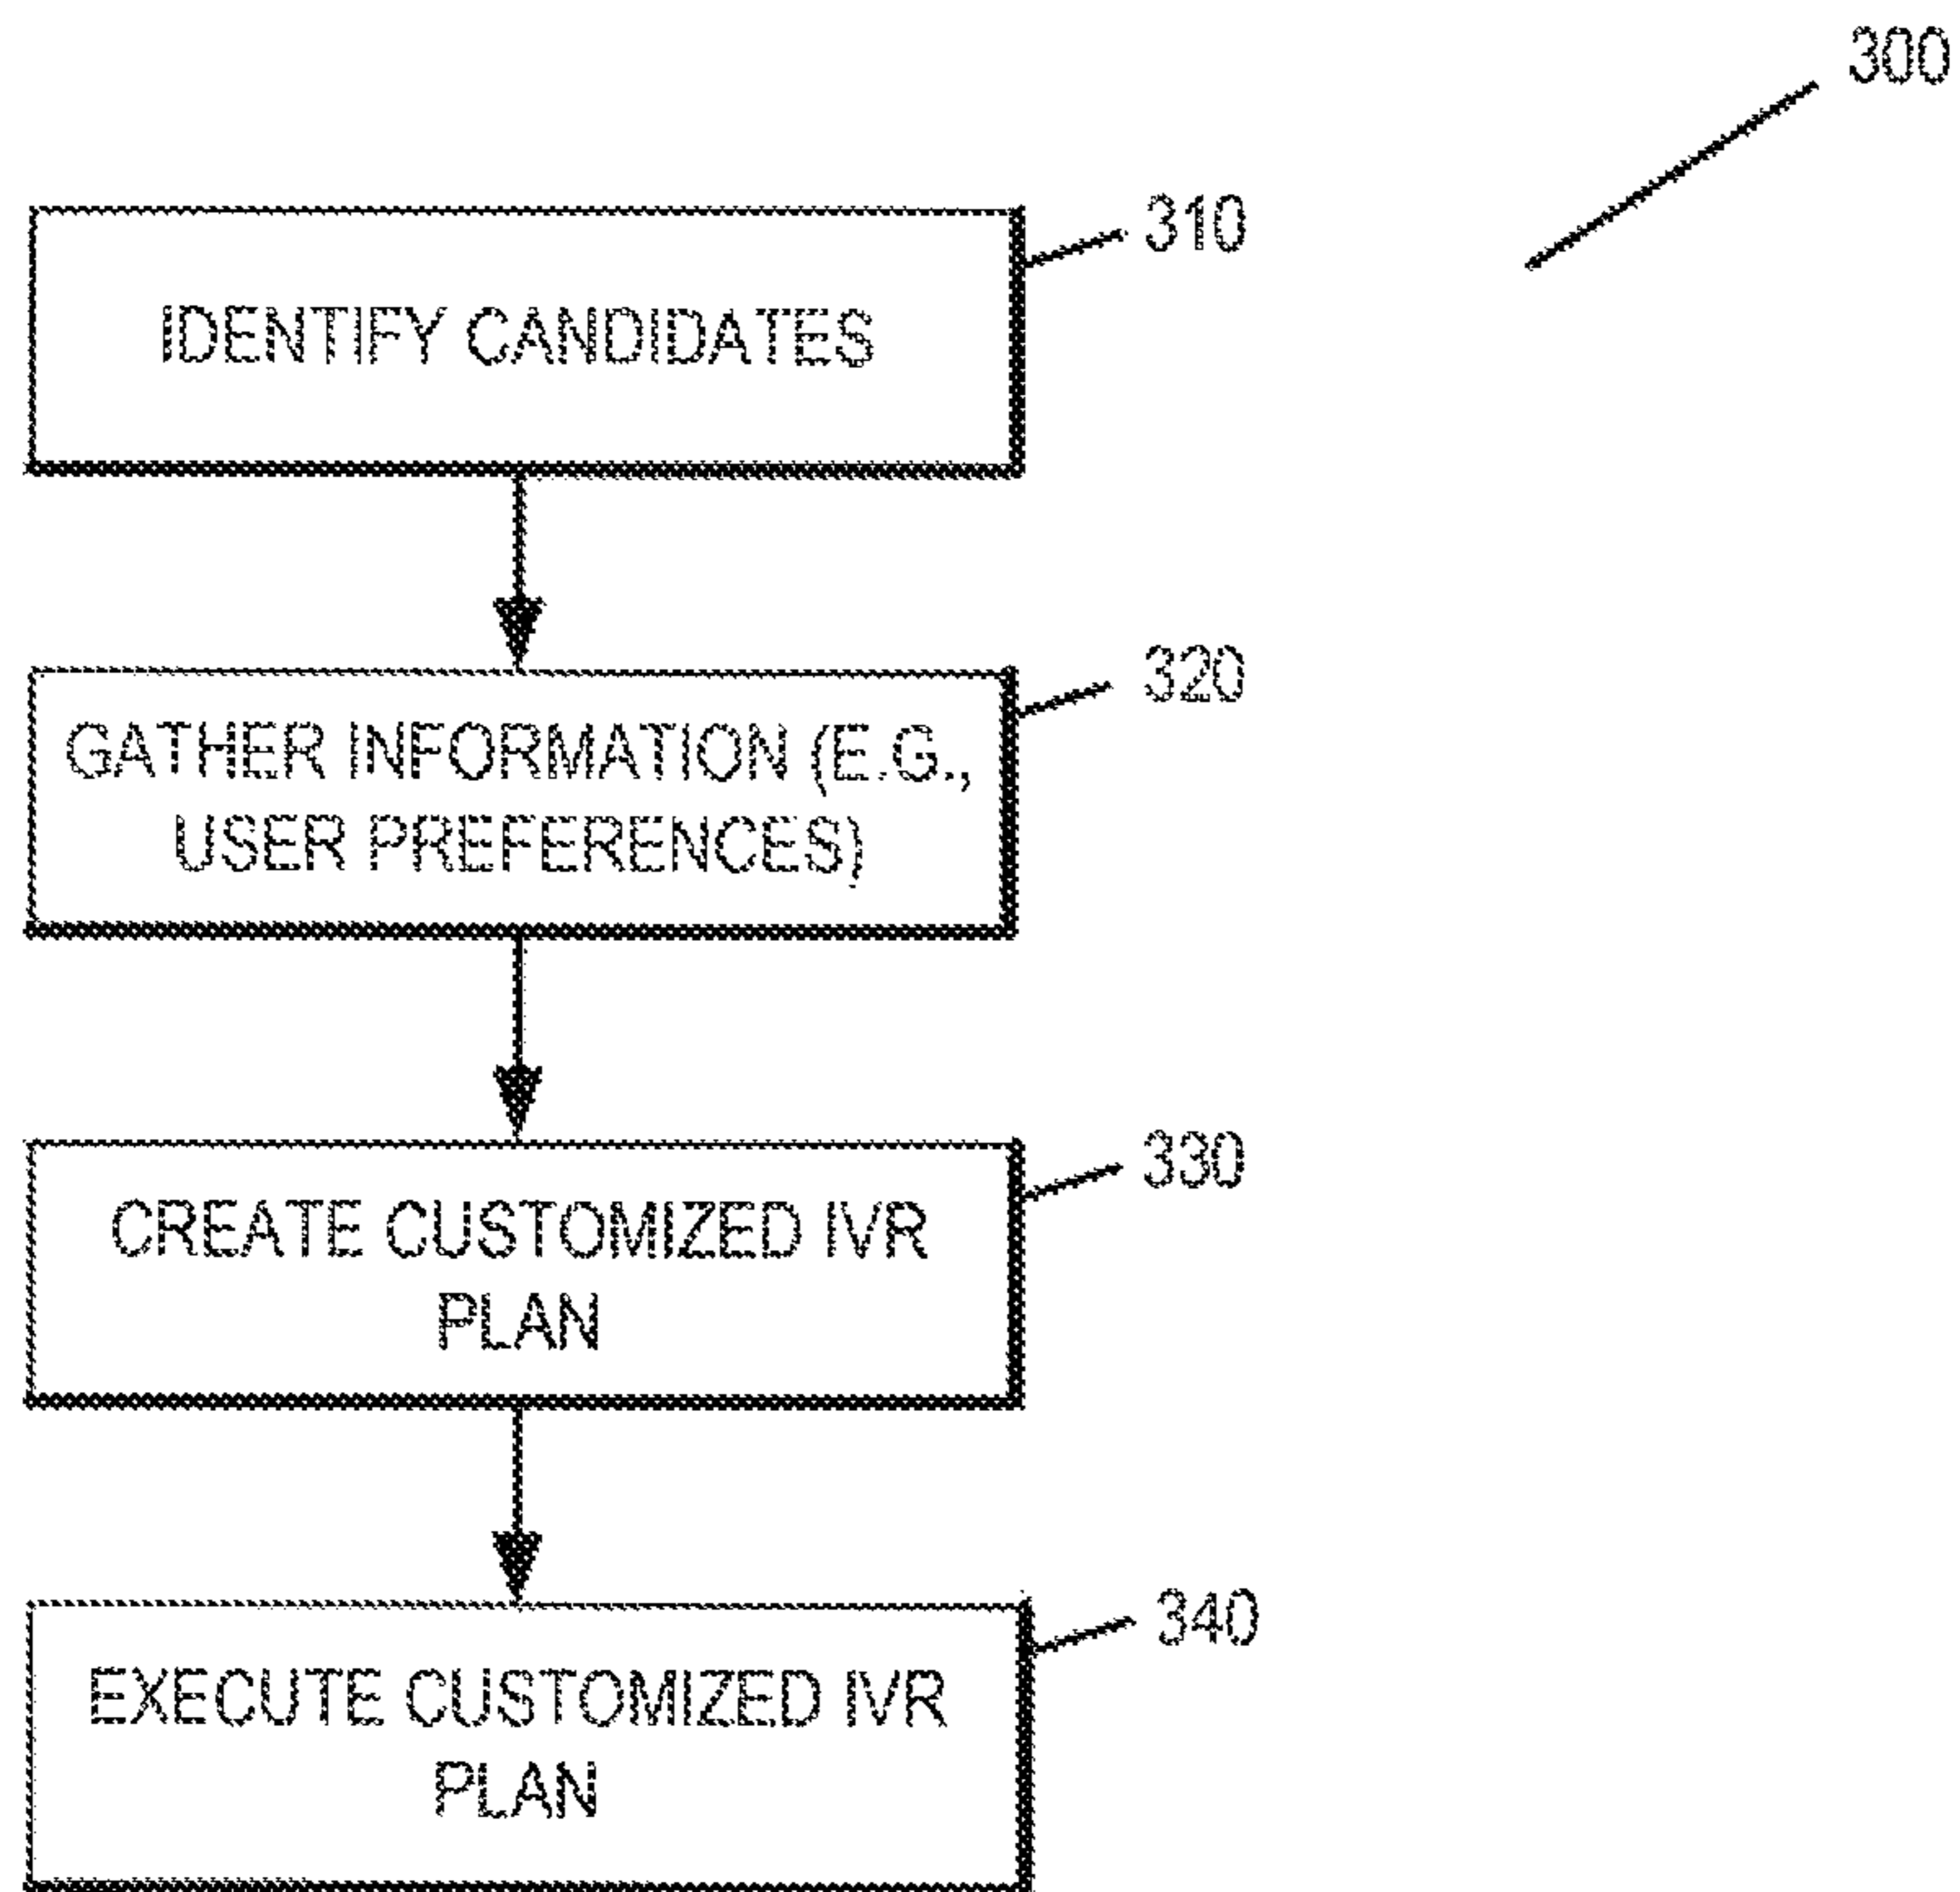 300
310
IDENTIFY CANDIDATES
320
GATHER INFORMATION (E.G.,
USER PREFERENCES)
330
CREATE CUSTOMIZED IVR
PLAN
340
EXECUTE CUSTOMIZED IVR
PLAN